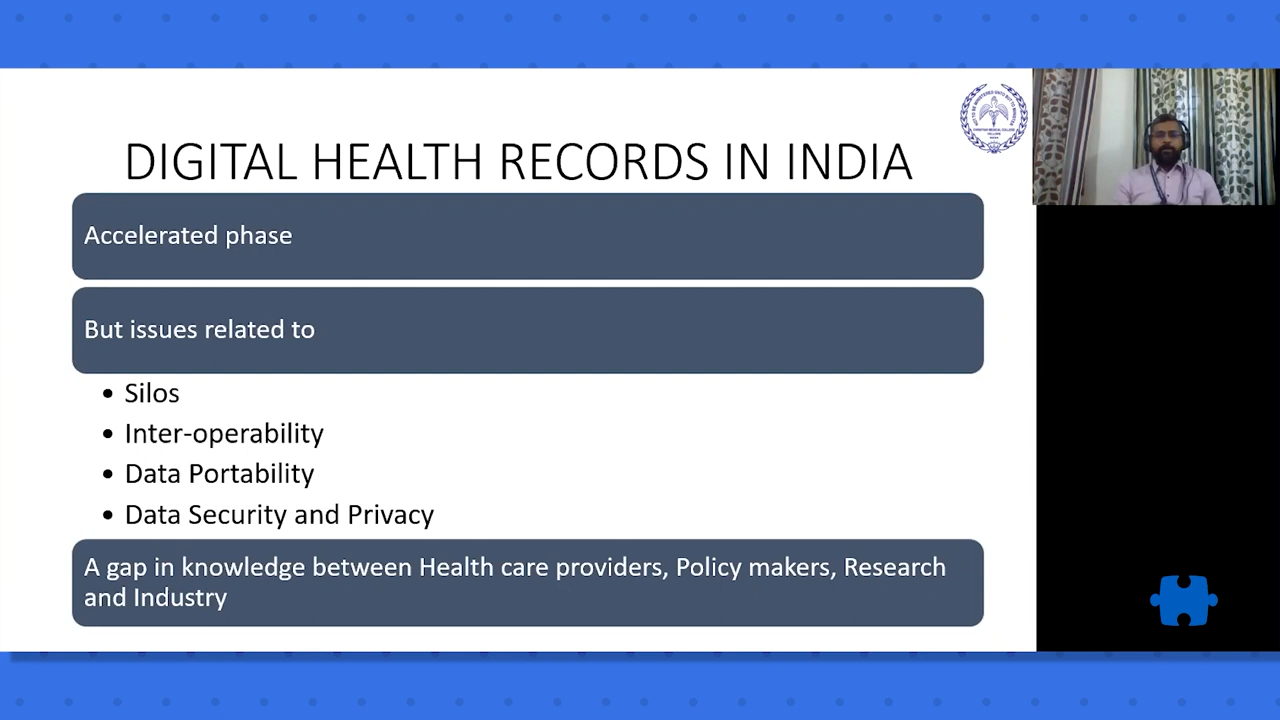 DIGITAL HEALTH RECORDS IN INDIA
Accelerated phase
But issues related to
• Silos
• Inter-operability
• Data Portability
• Data Security and Privacy
A gap in knowledge between Health care providers, Policy makers, Research
and Industry